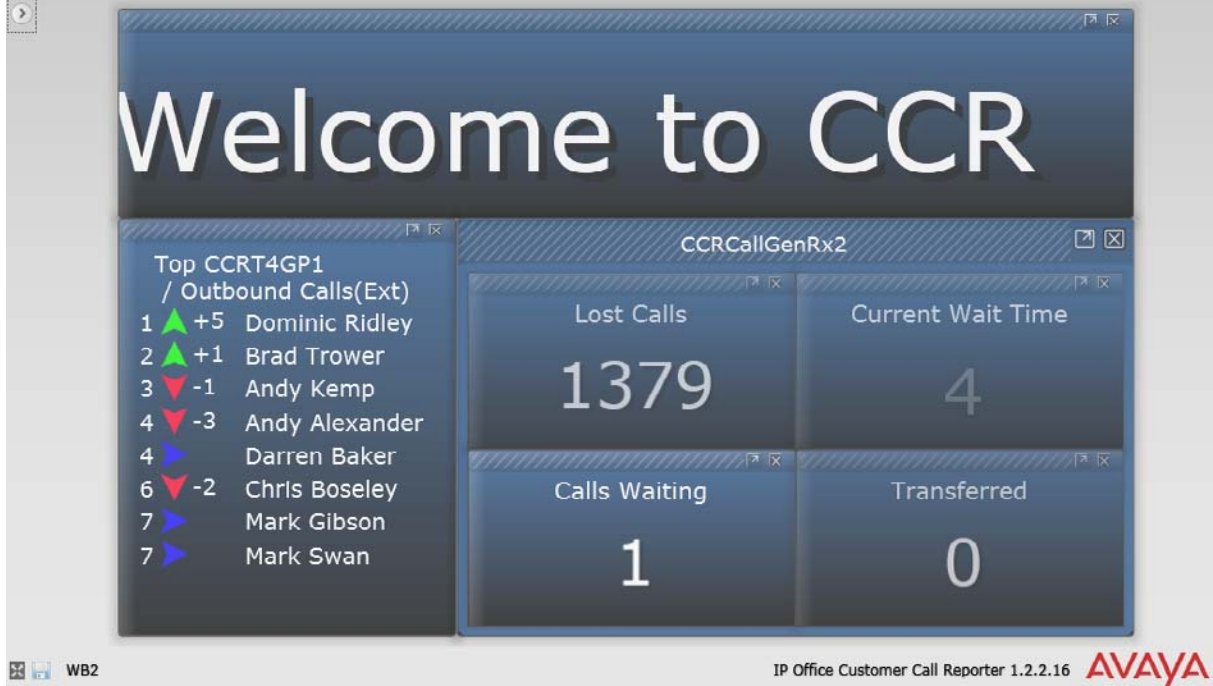 Welcome to CCR
Top CCRT4GP1
/ Outbound Calls(Ext)
1 +5 Dominic Ridley
2 +1 Brad Trower
3 -1 Andy Kemp
4 -3 Andy Alexander
4 Darren Baker
6 -2 Chris Boseley
7 Mark Gibson
7 Mark Swan
CCRCallGenRx2
Lost Calls
1379
Current Wait Time
4
Calls Waiting
1
Transferred
0
WB2
IP Office Customer Call Reporter 1.2.2.16
AVAYA